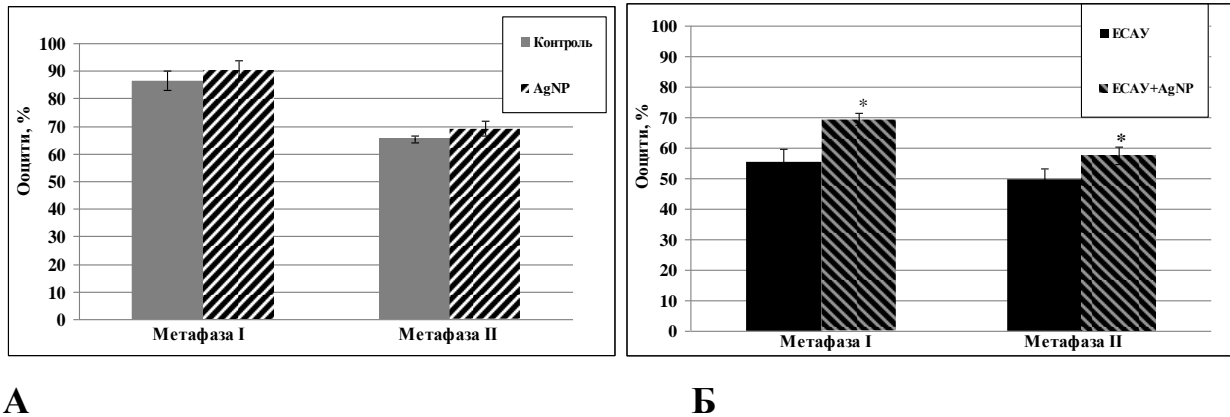 Ооцити, %
100
90
80
70
60
50
40
30
20
10
0
Метафаза I
Метафаза II
Контроль
AgNP
А
Ооцити, %
100
90
80
70
60
50
40
30
20
10
0
*
*
Метафаза I
Метафаза II
ЕСАУ
ЕСАУ+AgNP
Б